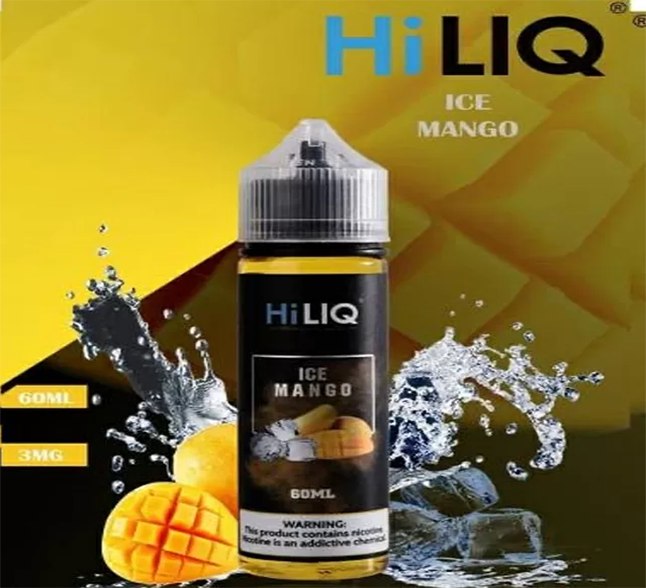 HiLIQ® ®
ICE
MANGO
60ML
3MG
HiLIQ
ICE
MANGO
60ML
WARNING:
This product contains nicotine.
Nicotine is an addictive chemical